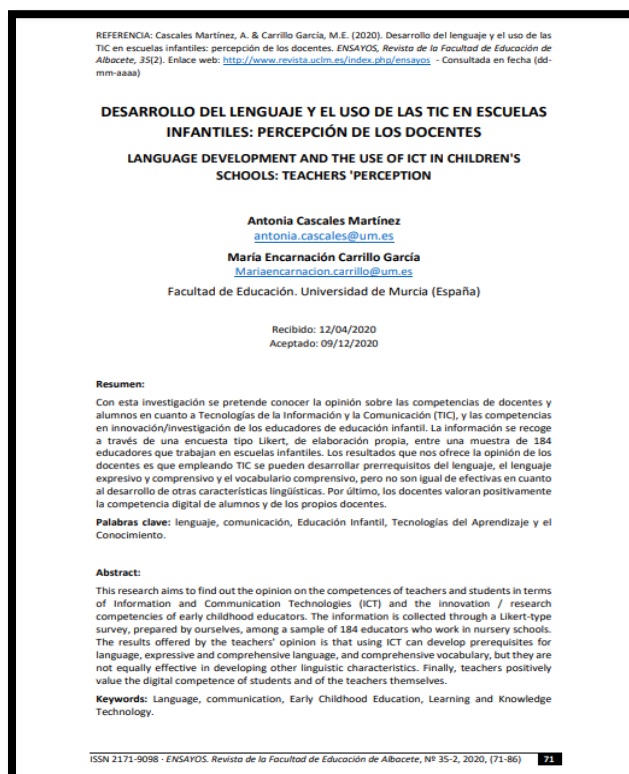 REFERENCIA: Cascales Martínez, A. & Carrillo García, M.E. (2020). Desarrollo del lenguaje y el uso de las
TIC en escuelas infantiles: percepción de los docentes. ENSAYOS, Revista de la Facultad de Educación de
Albacete, 35(2). Enlace web: http://www.revista.uclm.es/index.php/ensayos - Consultada en fecha (dd-
mm-aaaa)
DESARROLLO DEL LENGUAJE Y EL USO DE LAS TIC EN ESCUELAS
INFANTILES: PERCEPCIÓN DE LOS DOCENTES
LANGUAGE DEVELOPMENT AND THE USE OF ICT IN CHILDREN'S
SCHOOLS: TEACHERS 'PERCEPTION
Antonia Cascales Martínez
antonia.cascales@um.es
María Encarnación Carrillo García
Mariaencarnacion.carrillo@um.es
Facultad de Educación. Universidad de Murcia (España)
Recibido: 12/04/2020
Aceptado: 09/12/2020
Resumen:
Con esta investigación se pretende conocer la opinión sobre las competencias de docentes y
alumnos en cuanto a Tecnologías de la Información y la Comunicación (TIC), y las competencias
en innovación/investigación de los educadores de educación infantil. La información se recoge
a través de una encuesta tipo Likert, de elaboración propia, entre una muestra de 184
educadores que trabajan en escuelas infantiles. Los resultados que nos ofrece la opinión de los
docentes es que empleando TIC se pueden desarrollar prerrequisitos del lenguaje, el lenguaje
expresivo y comprensivo y el vocabulario comprensivo, pero no son igual de efectivas en cuanto
al desarrollo de otras características lingüísticas. Por último, los docentes valoran positivamente
la competencia digital de alumnos y de los propios docentes.
Palabras clave: lenguaje, comunicación, Educación Infantil, Tecnologías del Aprendizaje y el
Conocimiento.
Abstract:
This research aims to find out the opinion on the competences of teachers and students in terms
of Information and Communication Technologies (ICT) and the innovation / research
competencies of early childhood educators. The information is collected through a Likert-type
survey, prepared by ourselves, among a sample of 184 educators who work in nursery schools.
The results offered by the teachers' opinion is that using ICT can develop prerequisites for
language, expressive and comprehensive language, and comprehensive vocabulary, but they are
not equally effective in developing other linguistic characteristics. Finally, teachers positively
value the digital competence of students and of the teachers themselves.
Keywords: Language, communication, Early Childhood Education, Learning and Knowledge
Technology.
ISSN 2171-9098 · ENSAYOS. Revista de la Facultad de Educación de Albacete, Nº 35-2, 2020, (71-86) 71